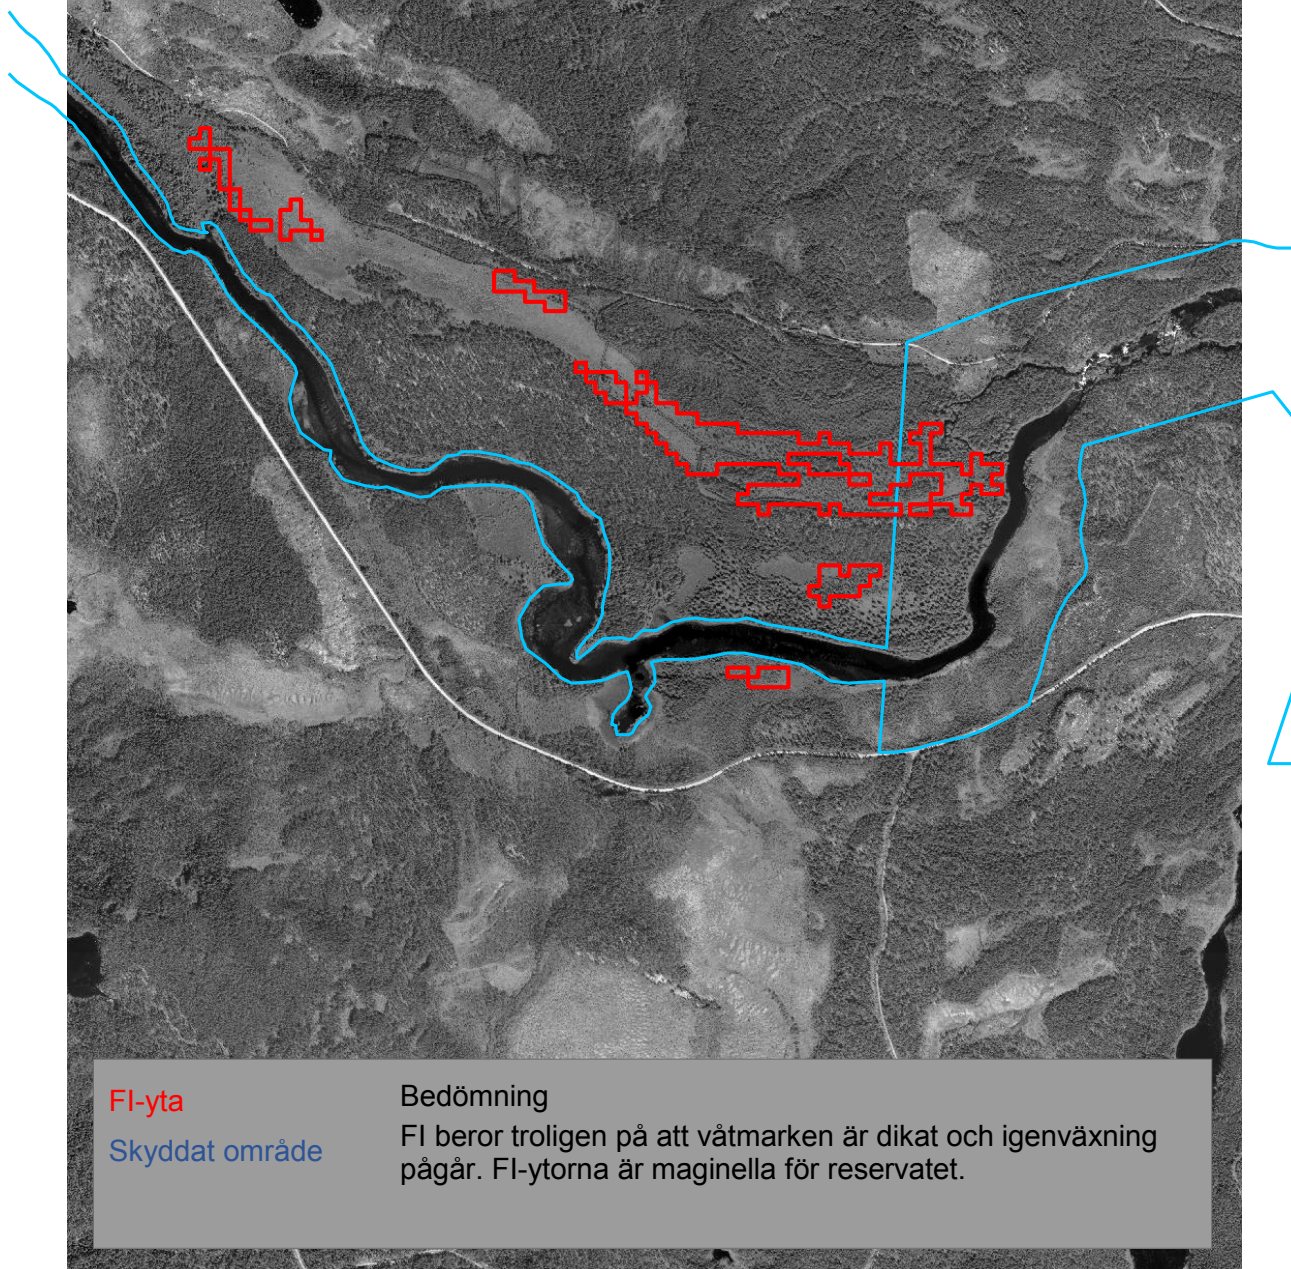 FI-yta
Skyddat område
Bedömning
FI beror troligen på att våtmarken är dikat och igenväxning
pågår. FI-ytorna är maginella för reservatet.